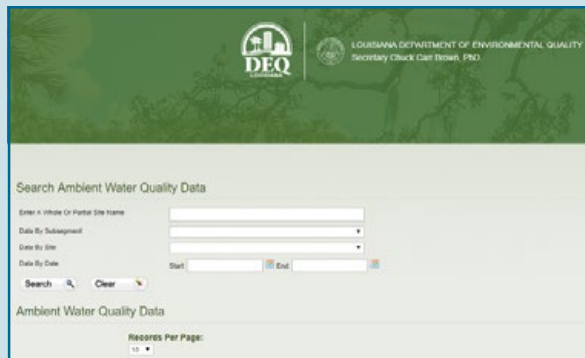 DEQ
LOUISIANA
LOUISIANA DEPARTMENT OF ENVIRONMENTAL QUALITY
Secretary Chuck Carr Brown, PhD
Search Ambient Water Quality Data
Enter A Whole Or Partial Site Name
Data By Subsegment
Data By Site
Data By Date Start End
Search Clear
Ambient Water Quality Data
Records Per Page:
10